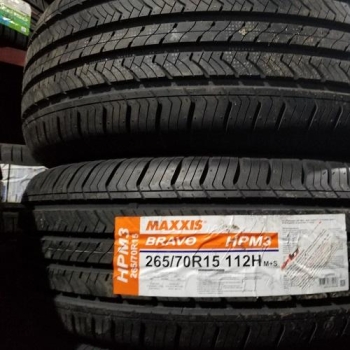 MAXXIS
BRAVO HPM3
265/70R15 112H M+S
HPM3
265/70R15